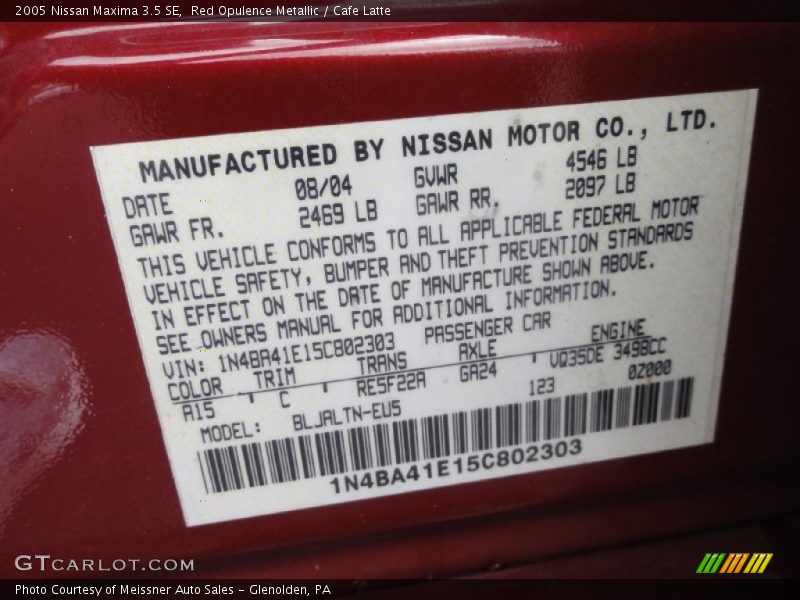 2005 Nissan Maxima 3.5 SE,  Red Opulence Metallic / Cafe Latte
MANUFACTURED BY NISSAN MOTOR CO., LTD.
DATE 08/04 GVWR 4546 LB
GAWR FR. 2469 LB GAWR RR. 2097 LB
THIS VEHICLE CONFORMS TO ALL APPLICABLE FEDERAL MOTOR
VEHICLE SAFETY, BUMPER AND THEFT PREVENTION STANDARDS
IN EFFECT ON THE DATE OF MANUFACTURE SHOWN ABOVE.
SEE OWNERS MANUAL FOR ADDITIONAL INFORMATION.
VIN: 1N4BA41E15C802303 PASSENGER CAR
COLOR TRIM TRANS AXLE ENGINE
A15 C RE5F22A GA24 VQ35DE 3498CC
MODEL: BLJALTN-EU5 123 0Z000
1N4BA41E15C802303
GTCARLOT.COM
Photo Courtesy of Meissner Auto Sales - Glenolden, PA